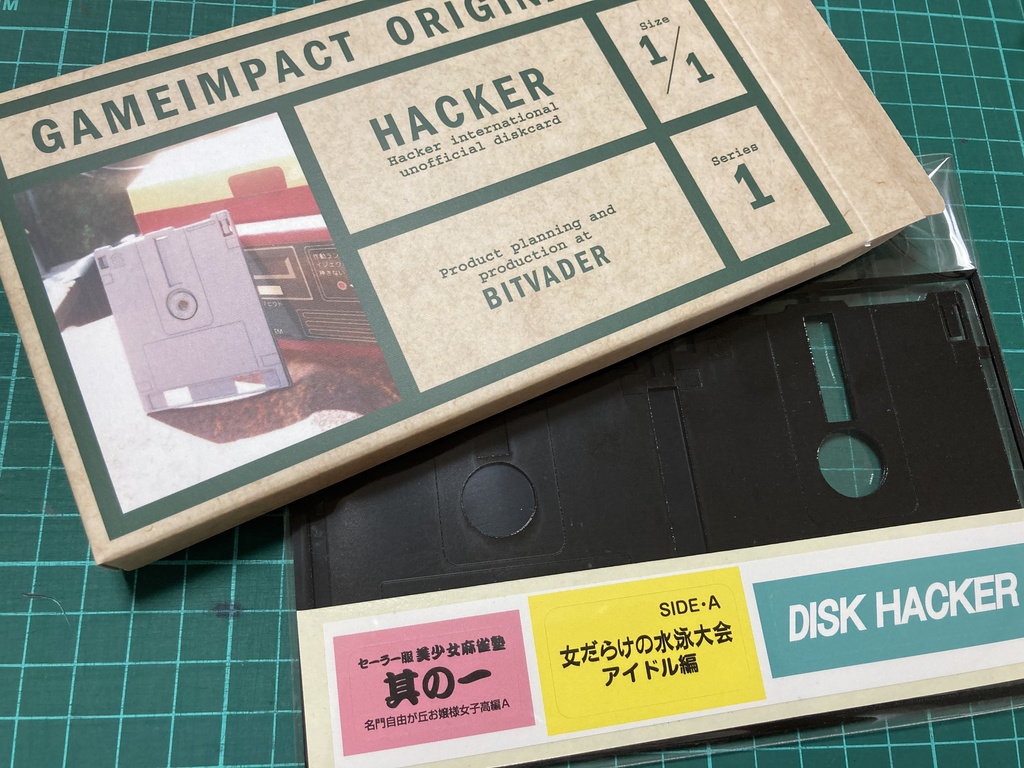 GAMEIMPACT ORIGIN
HACKER
Hacker international
unofficial diskcard
Size
1/1
Product planning and
production at
BITVADER
Series
1
セーラー服美少女麻雀塾
其の一
名門自由が丘お嬢様女子高編A
SIDE・A
女だらけの水泳大会
アイドル編
DISK HACKER